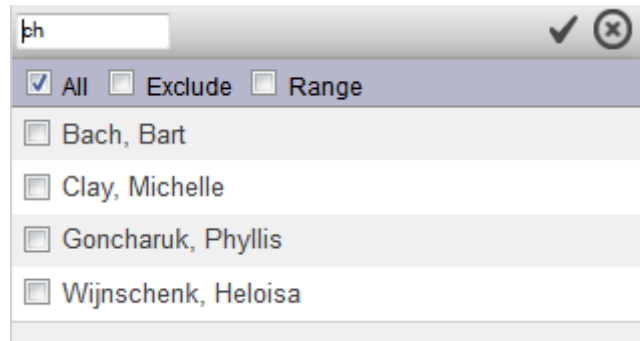 ch
All Exclude Range
Bach, Bart
Clay, Michelle
Goncharuk, Phyllis
Wijnschenk, Heloisa